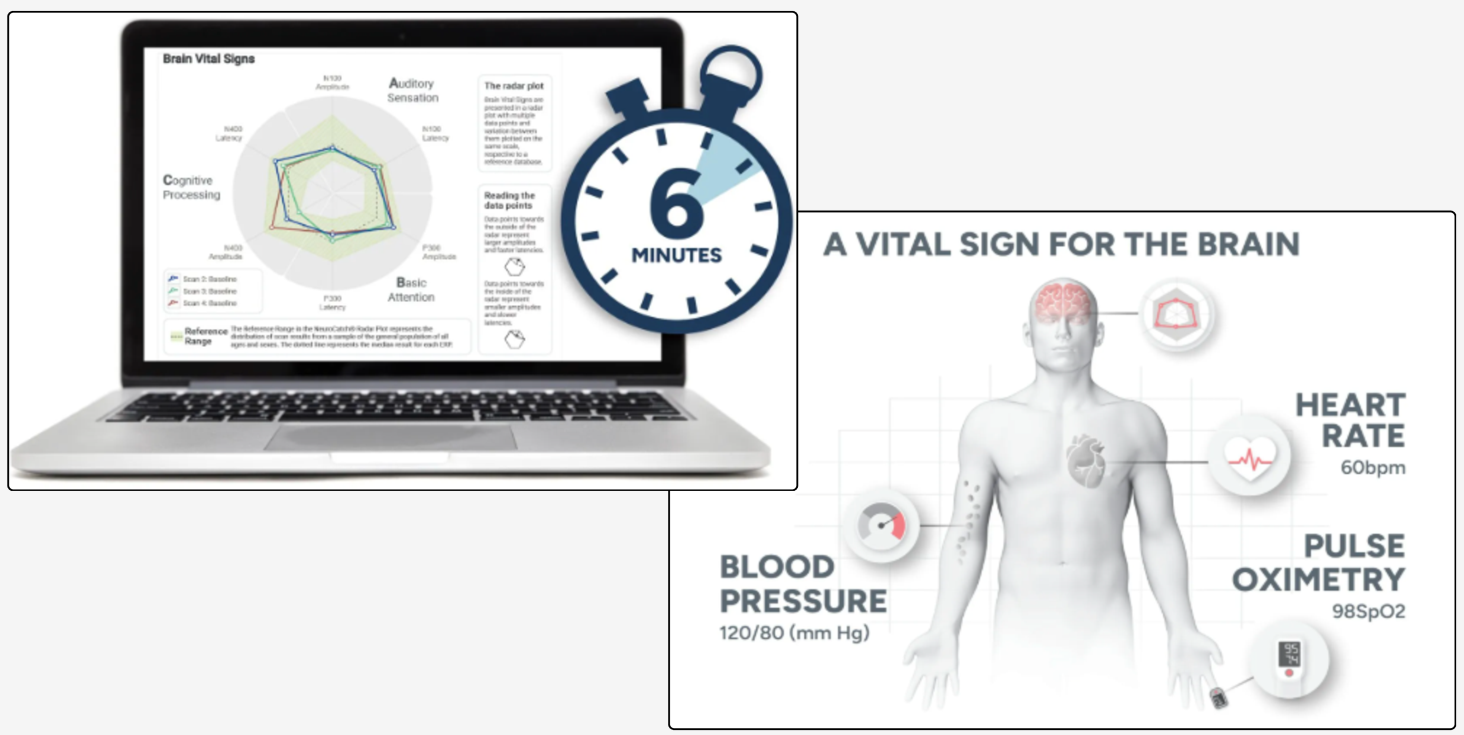 Brain Vital Signs
N100
Amplitude
Auditory
Sensation
N100
Latency
P300
Amplitude
Basic
Attention
P300
Latency
N400
Amplitude
Cognitive
Processing
N400
Latency
Scan 2: Baseline
Scan 3: Baseline
Scan 4: Baseline
Reference
Range
The Reference Range in the NeuroCatch® Radar Plot represents the
distribution of scan results from a sample of the general population of all
ages and sexes. The dotted line represents the median result for each ERP.
The radar plot
Brain Vital Signs are
presented in a radar
plot with multiple
data points and
variation between
them plotted on the
same scale,
respective to a
reference database.
Reading the
data points
Data points towards
the outside of the
radar represent
larger amplitudes
and faster latencies.
Data points towards
the inside of the
radar represent
smaller amplitudes
and slower
latencies.
6
MINUTES
A VITAL SIGN FOR THE BRAIN
HEART
RATE
60bpm
BLOOD
PRESSURE
120/80 (mm Hg)
PULSE
OXIMETRY
98SpO2
95
74